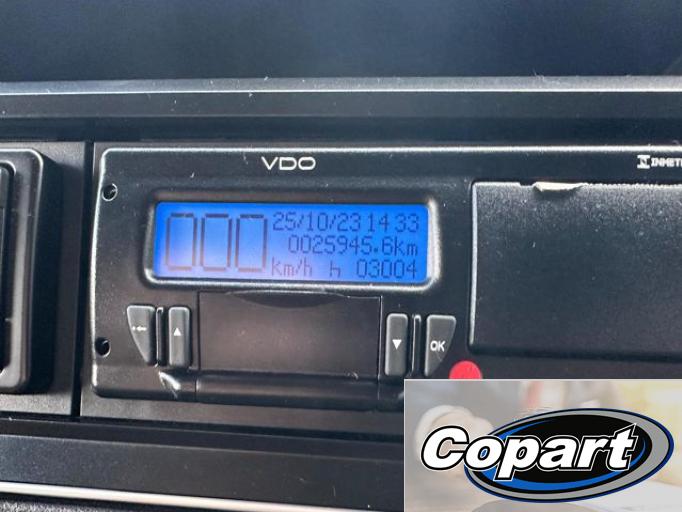 VDO
000
25/10/23 14 33
0025945.6km
km/h h 03004
OK
Copart